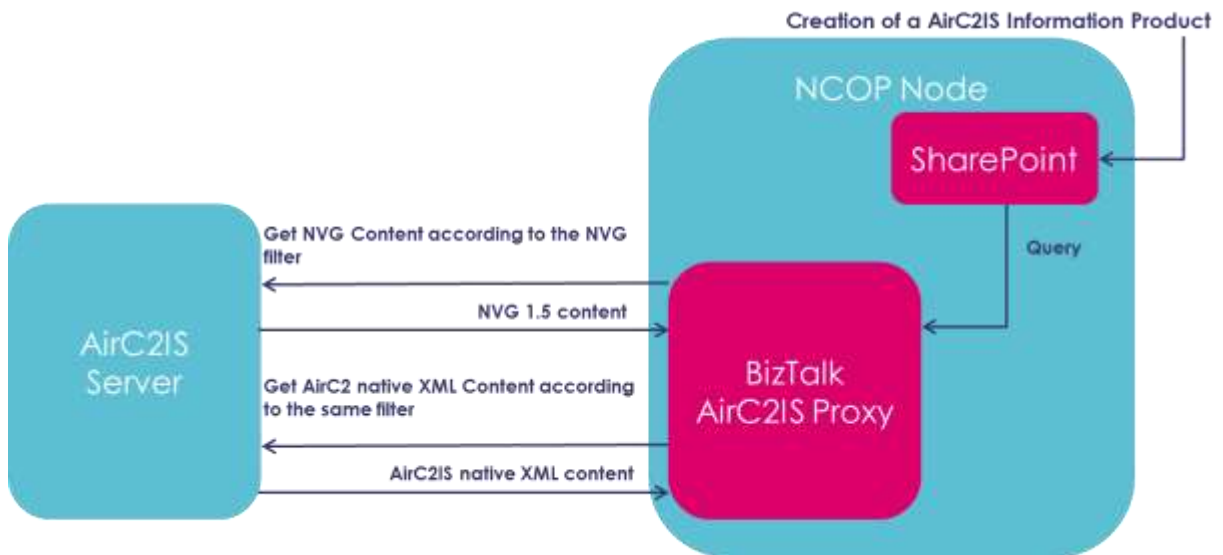 Creation of a AirC2IS Information Product
NCOP Node
SharePoint
Query
Get NVG Content according to the NVG
filter
NVG 1.5 content
AirC2IS
Server
Get AirC2 native XML Content according
to the same filter
AirC2IS native XML content
BizTalk
AirC2IS Proxy